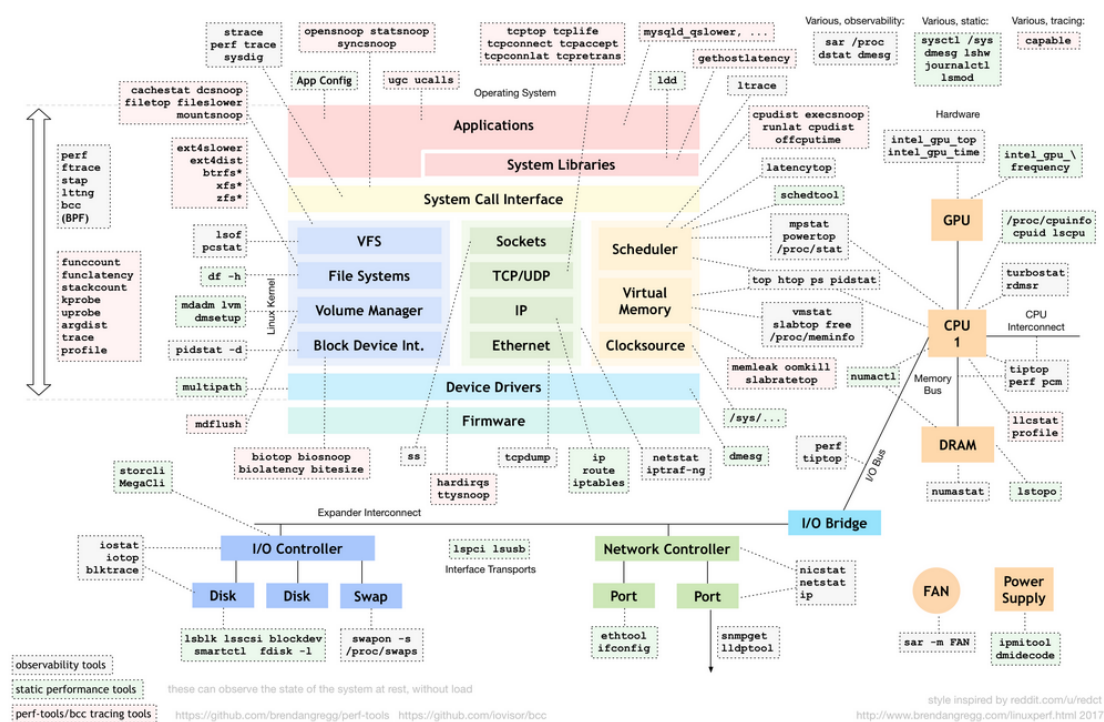 strace
perf trace
sysdig
opensnoop statsnoop
syncsnoop
tcptop tcplife
tcpconnect tcpaccept
tcpconnlat tcpretrans
mysqld_qslower, ...
gethostlatency
Various, observability:
sar /proc
dstat dmesg
Various, static:
sysctl /sys
dmesg lshw
journalctl
lsmod
Various, tracing:
capable
App Config
ugc ucalls
ldd
ltrace
Operating System
cachestat dcsnoop
filetop fileslower
mountsnoop
Applications
System Libraries
System Call Interface
cpudist execsnoop
runlat cpudist
offcputime
Hardware
intel_gpu_top
intel_gpu_time
intel_gpu_\
frequency
perf
ftrace
stap
lttng
bcc
(BPF)
ext4slower
ext4dist
btrfs*
xfs*
zfs*
latencytop
schedtool
GPU
/proc/cpuinfo
cpuid lscpu
lsof
pcstat
VFS
Sockets
Scheduler
mpstat
powertop
/proc/stat
funccount
funclatency
stackcount
kprobe
uprobe
argdist
trace
profile
df -h
File Systems
TCP/UDP
top htop ps pidstat
turbostat
rdmsr
Linux Kernel
mdadm lvm
dmsetup
Volume Manager
IP
Virtual
Memory
vmstat
slabtop free
/proc/meminfo
CPU
1
CPU
Interconnect
pidstat -d
Block Device Int.
Ethernet
Clocksource
memleak oomkill
slabratetop
numactl
Memory
Bus
tiptop
perf pcm
multipath
Device Drivers
mdflush
Firmware
/sys/...
llcstat
profile
DRAM
biotop biosnoop
biolatency bitesize
ss
tcpdump
ip
route
iptables
netstat
iptraf-ng
dmesg
perf
tiptop
I/O Bus
storcli
MegaCli
hardirqs
ttysnoop
numastat
lstopo
Expander Interconnect
I/O Bridge
iostat
iotop
blktrace
I/O Controller
lspci lsusb
Interface Transports
Network Controller
nicstat
netstat
ip
Disk
Disk
Swap
Port
Port
FAN
Power
Supply
lsblk lsscsi blockdev
smartctl fdisk -l
swapon -s
/proc/swaps
ethtool
ifconfig
snmpget
lldptool
sar -m FAN
ipmitool
dmidecode
observability tools
static performance tools
these can observe the state of the system at rest, without load
perf-tools/bcc tracing tools
https://github.com/brendangregg/perf-tools https://github.com/iovisor/bcc
style inspired by reddit.com/u/redct
http://www.brendangregg.com/linuxperf.html 2017